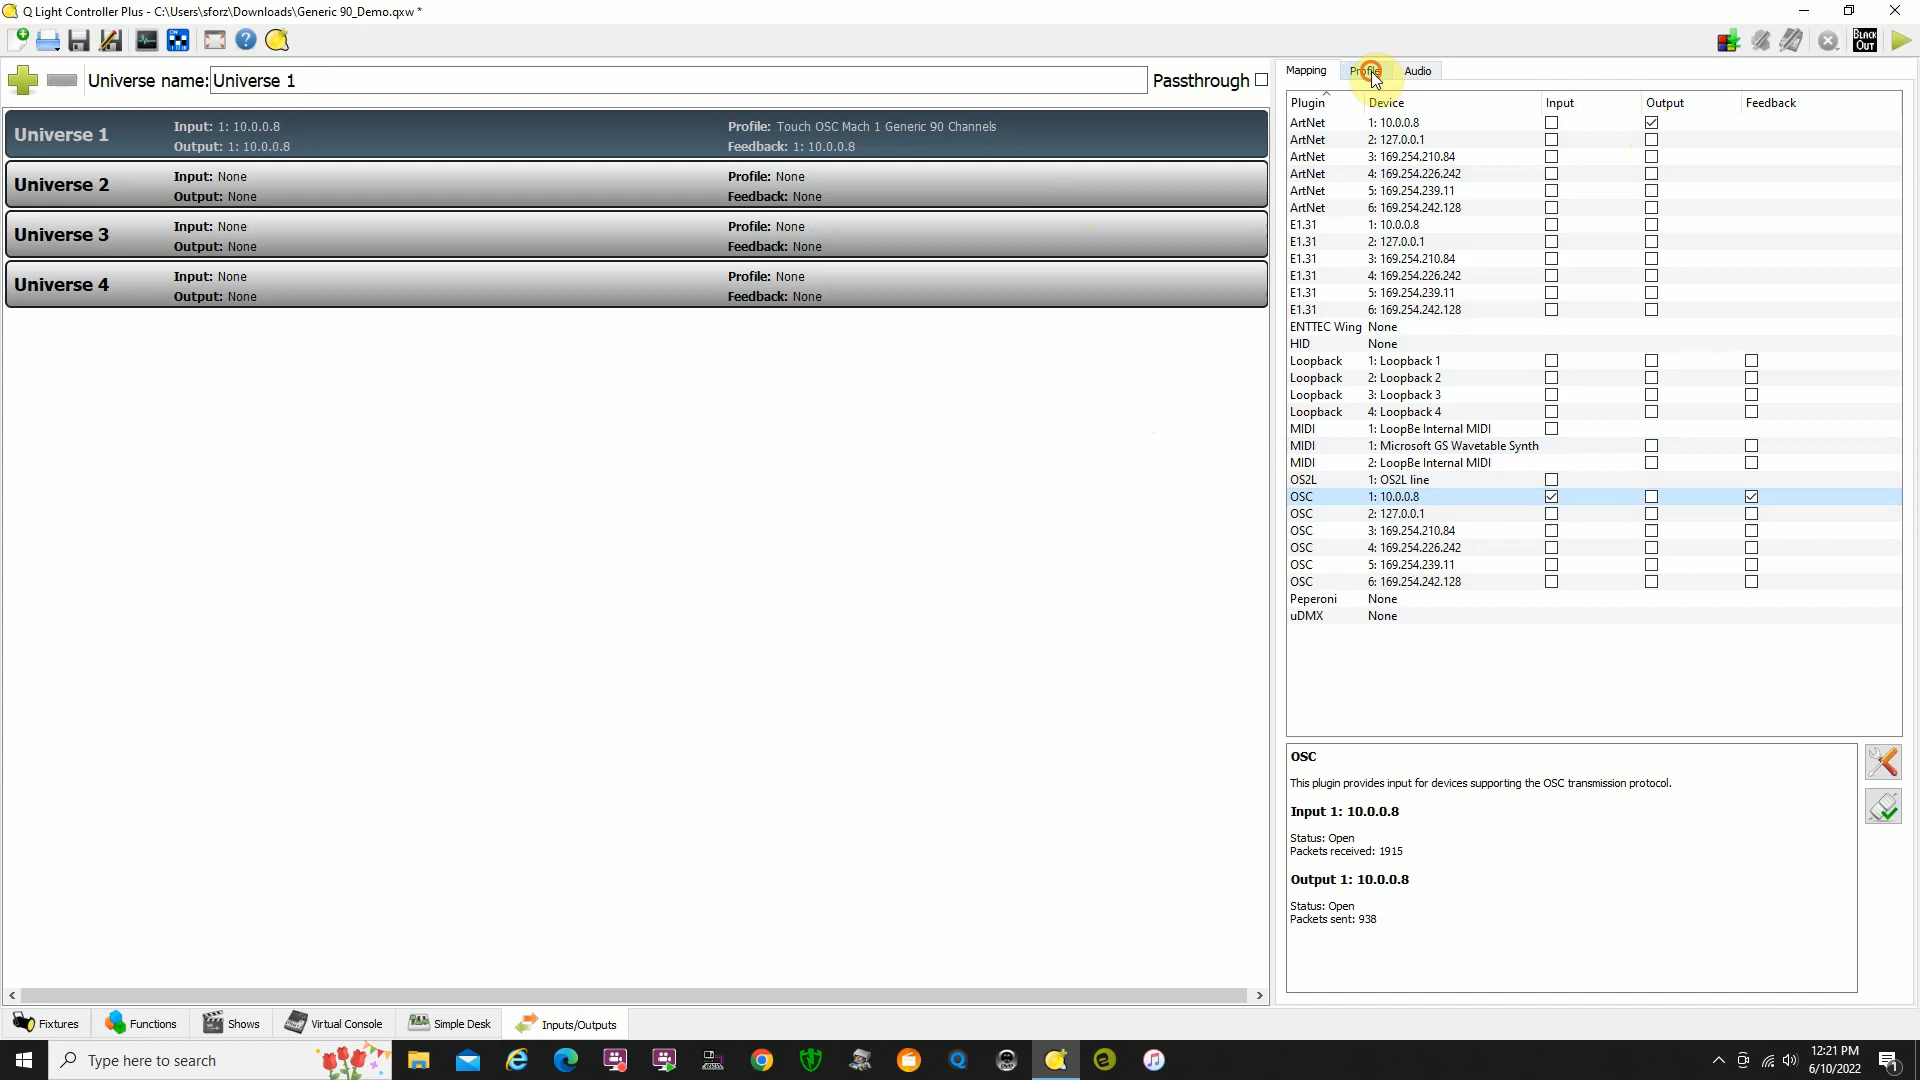 Q Light Controller Plus - C:\Users\sforz\Downloads\Generic 90_Demo.qxw *
Universe name: Universe 1 Passthrough
Universe 1 Input: 1: 10.0.0.8 Profile: Touch OSC Mach 1 Generic 90 Channels
Output: 1: 10.0.0.8 Feedback: 1: 10.0.0.8
Universe 2 Input: None Profile: None
Output: None Feedback: None
Universe 3 Input: None Profile: None
Output: None Feedback: None
Universe 4 Input: None Profile: None
Output: None Feedback: None
BLACK OUT
Mapping Profile Audio
Plugin Device Input Output Feedback
ArtNet 1: 10.0.0.8
ArtNet 2: 127.0.0.1
ArtNet 3: 169.254.210.84
ArtNet 4: 169.254.226.242
ArtNet 5: 169.254.239.11
ArtNet 6: 169.254.242.128
E1.31 1: 10.0.0.8
E1.31 2: 127.0.0.1
E1.31 3: 169.254.210.84
E1.31 4: 169.254.226.242
E1.31 5: 169.254.239.11
E1.31 6: 169.254.242.128
ENTTEC Wing None
HID None
Loopback 1: Loopback 1
Loopback 2: Loopback 2
Loopback 3: Loopback 3
Loopback 4: Loopback 4
MIDI 1: LoopBe Internal MIDI
MIDI 1: Microsoft GS Wavetable Synth
MIDI 2: LoopBe Internal MIDI
OS2L 1: OS2L line
OSC 1: 10.0.0.8
OSC 2: 127.0.0.1
OSC 3: 169.254.210.84
OSC 4: 169.254.226.242
OSC 5: 169.254.239.11
OSC 6: 169.254.242.128
Peperoni None
uDMX None
OSC
This plugin provides input for devices supporting the OSC transmission protocol.
Input 1: 10.0.0.8
Status: Open
Packets received: 1915
Output 1: 10.0.0.8
Status: Open
Packets sent: 938
Fixtures Functions Shows Virtual Console Simple Desk Inputs/Outputs
Type here to search
12:21 PM
6/10/2022
1